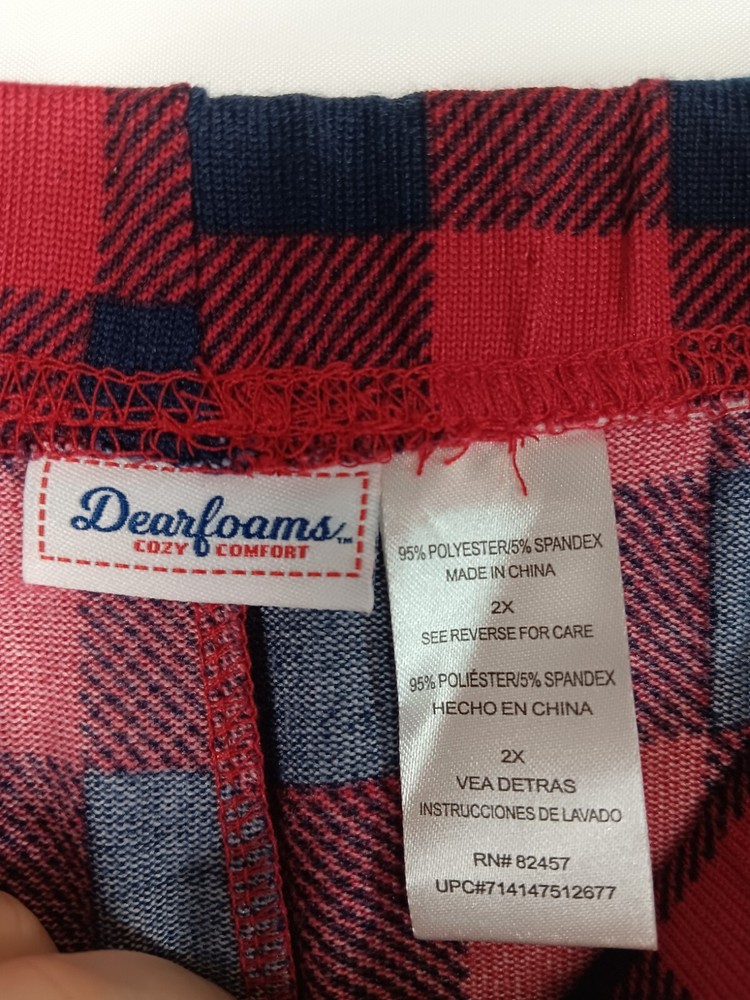 Dearfoams™
COZY COMFORT
95% POLYESTER/5% SPANDEX
MADE IN CHINA
2X
SEE REVERSE FOR CARE
95% POLIÉSTER/5% SPANDEX
HECHO EN CHINA
2X
VEA DETRAS
INSTRUCCIONES DE LAVADO
RN# 82457
UPC#714147512677